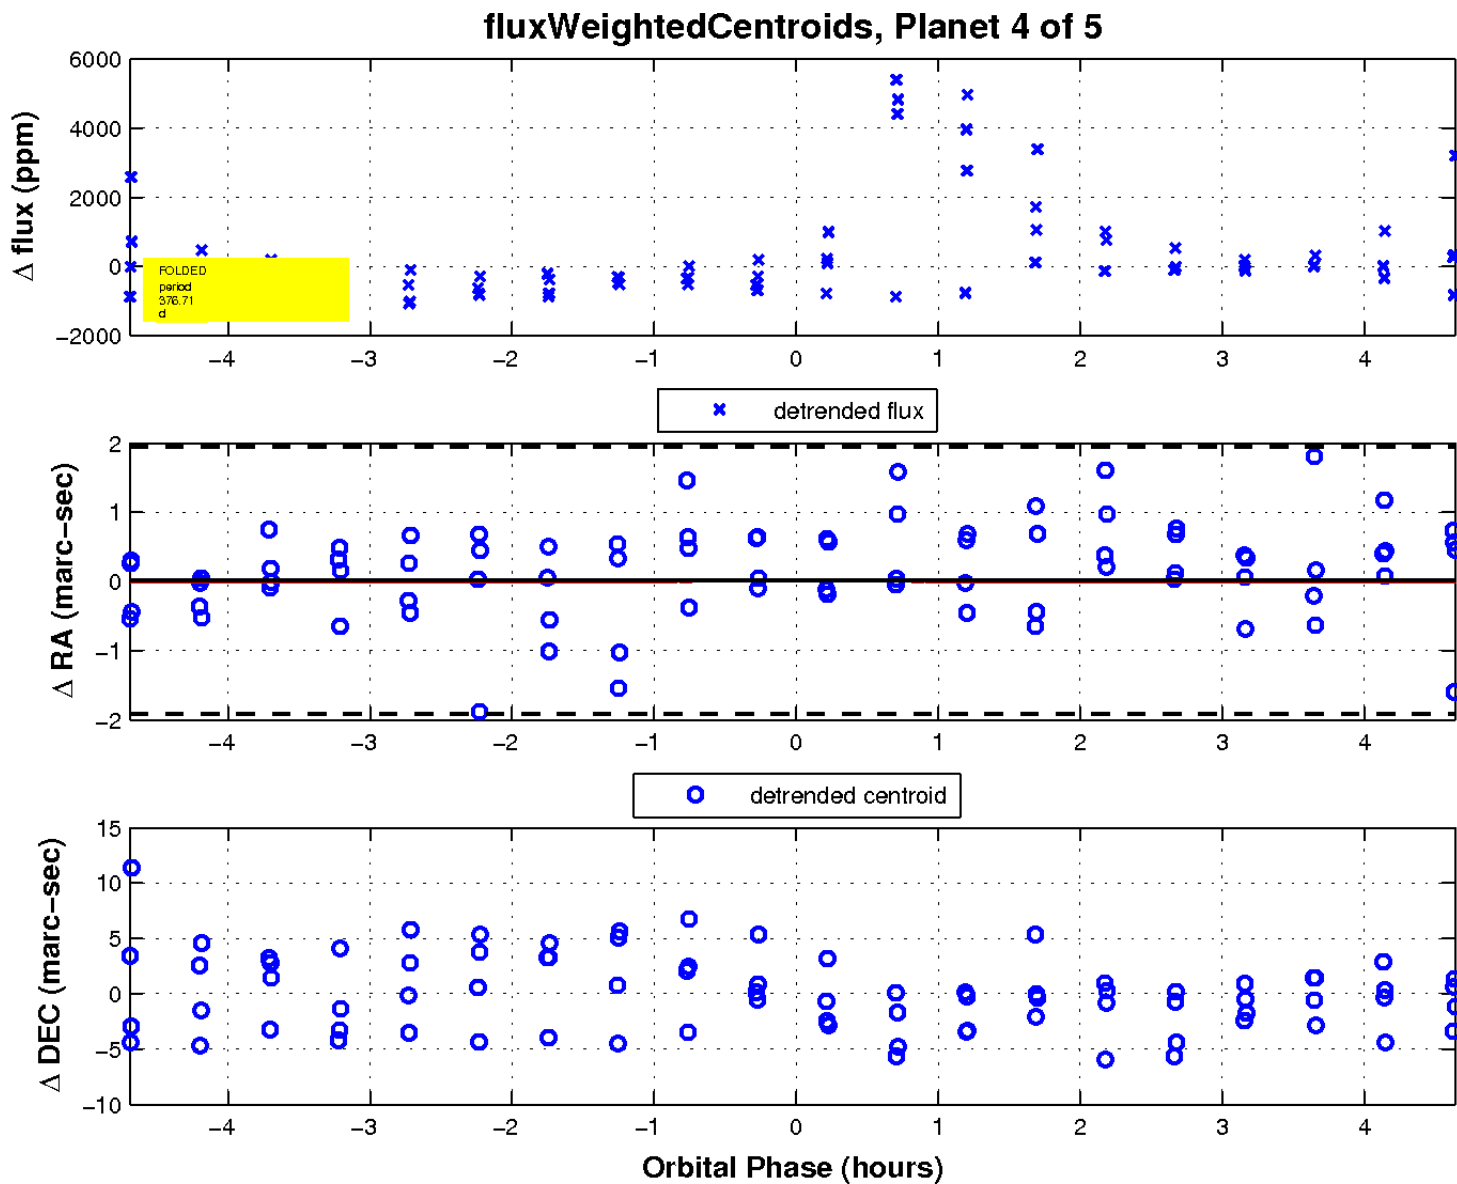 fluxWeightedCentroids, Planet 4 of 5
Δ flux (ppm)
6000
4000
2000
0
−2000
FOLDED
period
376.71
d
−4 −3 −2 −1 0 1 2 3 4
detrended flux
Δ RA (marc−sec)
2
1
0
−1
−2
−4 −3 −2 −1 0 1 2 3 4
detrended centroid
Δ DEC (marc−sec)
15
10
5
0
−5
−10
−4 −3 −2 −1 0 1 2 3 4
Orbital Phase (hours)